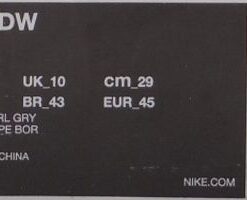 DW
UK_10 cm_29
BR_43 EUR_45
RL GRY
PE BOR
CHINA
NIKE.COM